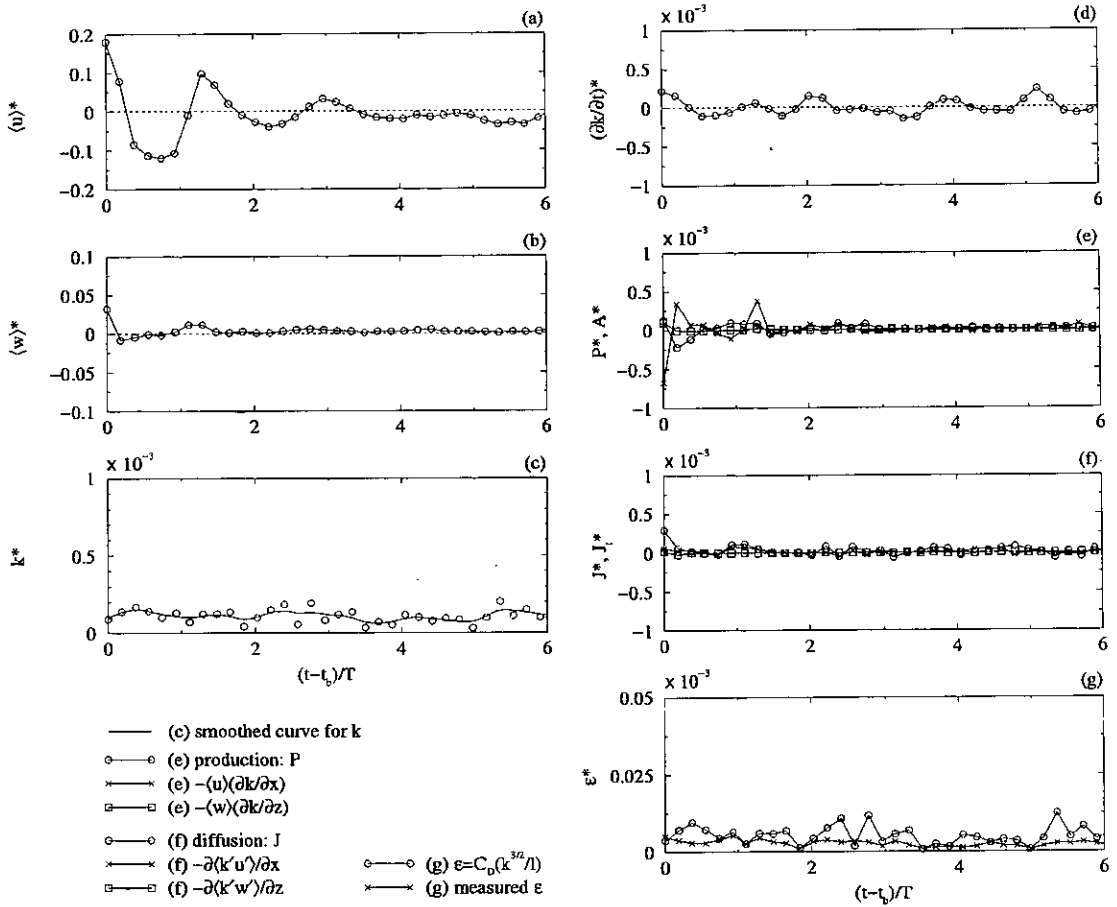 (a)
0.2
0.1
0
−0.1
−0.2
⟨u⟩*
0 2 4 6
(b)
0.1
0.05
0
−0.05
−0.1
⟨w⟩*
0 2 4 6
(c)
× 10⁻³
1
0.5
0
k*
0 2 4 6
(t−t_b)/T
(c) smoothed curve for k
(e) production: P
(e) −⟨u⟩(∂k/∂x)
(e) −⟨w⟩(∂k/∂z)
(f) diffusion: J
(f) −∂⟨k′u′⟩/∂x
(f) −∂⟨k′w′⟩/∂z
(g) ε=C_D(k^{3/2}/l)
(g) measured ε
(d)
× 10⁻³
1
0.5
0
−0.5
−1
(∂k/∂t)*
0 2 4 6
(e)
× 10⁻³
1
0.5
0
−0.5
−1
P*, A*
0 2 4 6
(f)
× 10⁻³
1
0.5
0
−0.5
−1
J*, J_t*
0 2 4 6
(g)
× 10⁻³
0.05
0.025
0
ε*
0 2 4 6
(t−t_b)/T